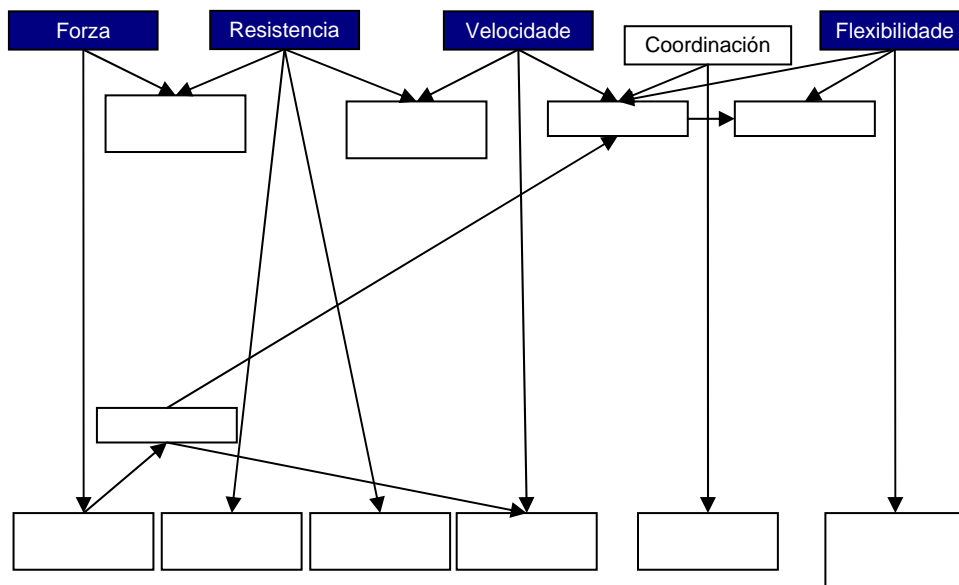 Forza
Resistencia
Velocidade
Coordinación
Flexibilidade